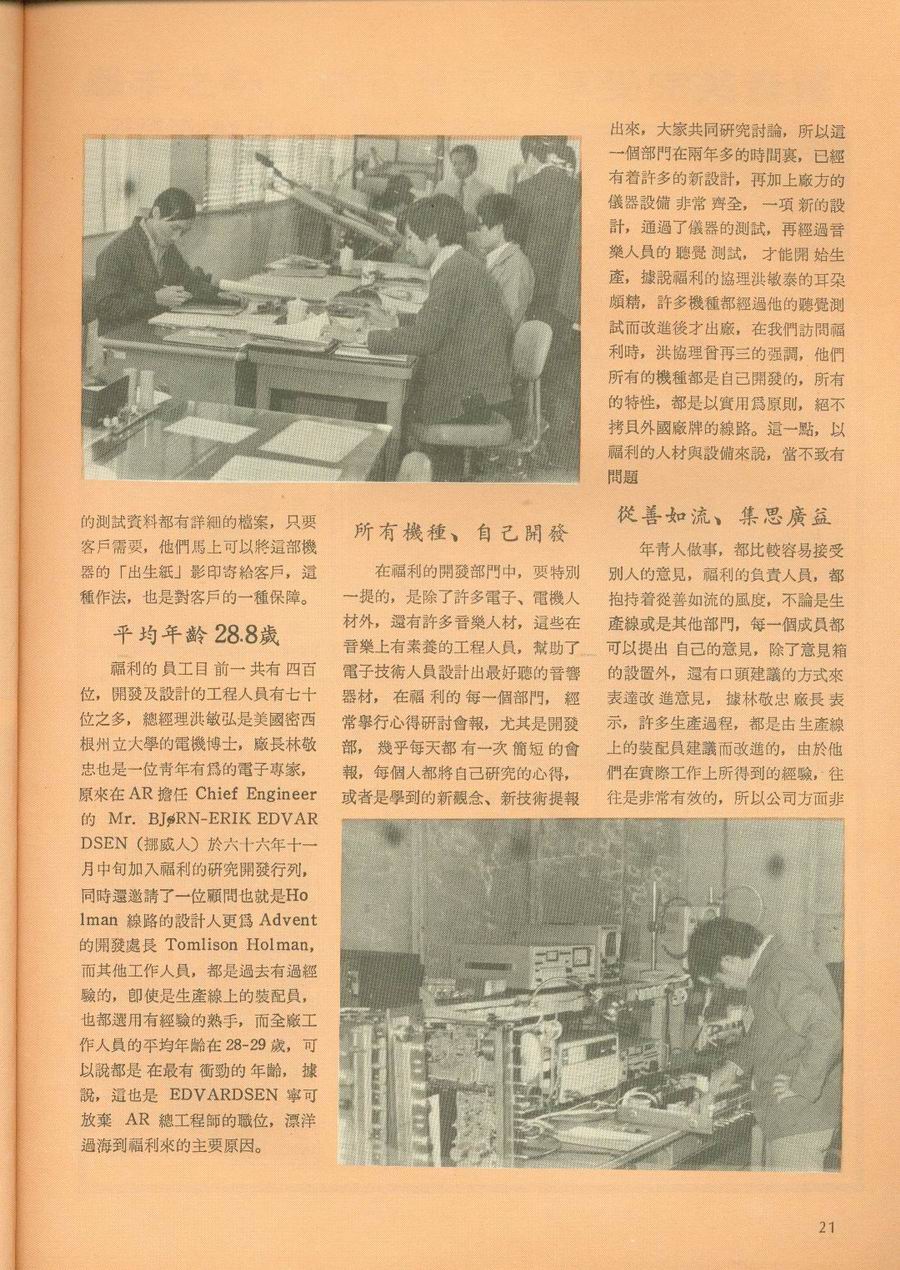 的測試資料都有詳細的檔案，只要
客戶需要，他們馬上可以將這部機
器的「出生紙」影印寄給客戶，這
種作法，也是對客戶的一種保障。
平均年齡 28.8歲
福利的 員工目 前一 共有 四百
位，開發及設計的工程人員有七十
位之多，總經理洪敏弘是美國密西
根州立大學的電機博士，廠長林敬
忠也是一位青年有爲的電子專家，
原來在 AR 擔任 Chief Engineer
的 Mr. BJøRN-ERIK EDVAR
DSEN（挪威人）於六十六年十一
月中旬加入福利的研究開發行列，
同時還邀請了一位顧問也就是Ho
lman 線路的設計人更爲 Advent
的開發處長 Tomlison Holman，
而其他工作人員，都是過去有過經
驗的，卽使是生產線上的裝配員，
也都選用有經驗的熟手，而全廠工
作人員的平均年齡在 28-29 歲，可
以說都是 在最有 衝勁的 年齡， 據
說，這也是 EDVARDSEN 寧可
放棄 AR 總工程師的職位，漂洋
過海到福利來的主要原因。
所有機種、自己開發
在福利的開發部門中，要特別
一提的，是除了許多電子、電機人
材外，還有許多音樂人材，這些在
音樂上有素養的工程人員，幫助了
電子技術人員設計出最好聽的音響
器材， 在福 利的 每一個部門， 經
常舉行心得研討會報，尤其是開發
部， 幾乎每天都 有一次 簡短 的會
報，每個人都將自己研究的心得，
或者是學到的新觀念、新技術提報
出來，大家共同研究討論，所以這
一個部門在兩年多的時間裏，已經
有着許多的新設計，再加上廠方的
儀器設備 非常 齊全， 一項 新的設
計，通過了儀器的測試，再經過音
樂人員的 聽覺 測試， 才能開 始生
產，據說福利的協理洪敏泰的耳朶
頗精，許多機種都經過他的聽覺測
試而改進後才出廠，在我們訪問福
利時，洪協理曾再三的强調，他們
所有的機種都是自己開發的，所有
的特性，都是以實用爲原則，絕不
拷貝外國廠牌的線路。這一點，以
福利的人材與設備來說，當不致有
問題
從善如流、集思廣益
年靑人做事，都比較容易接受
別人的意見，福利的負責人員，都
抱持着從善如流的風度，不論是生
產線或是其他部門，每一個成員都
可以提出 自己的意見，除了意見箱
的設置外，還有口頭建議的方式來
表達改 進意見， 據林敬忠 廠長 表
示，許多生產過程，都是由 生產線
上的裝配員建議而改進的，由於他
們在實際工作上所得到的經驗，往
往是非常有效的，所以公司方面非
21